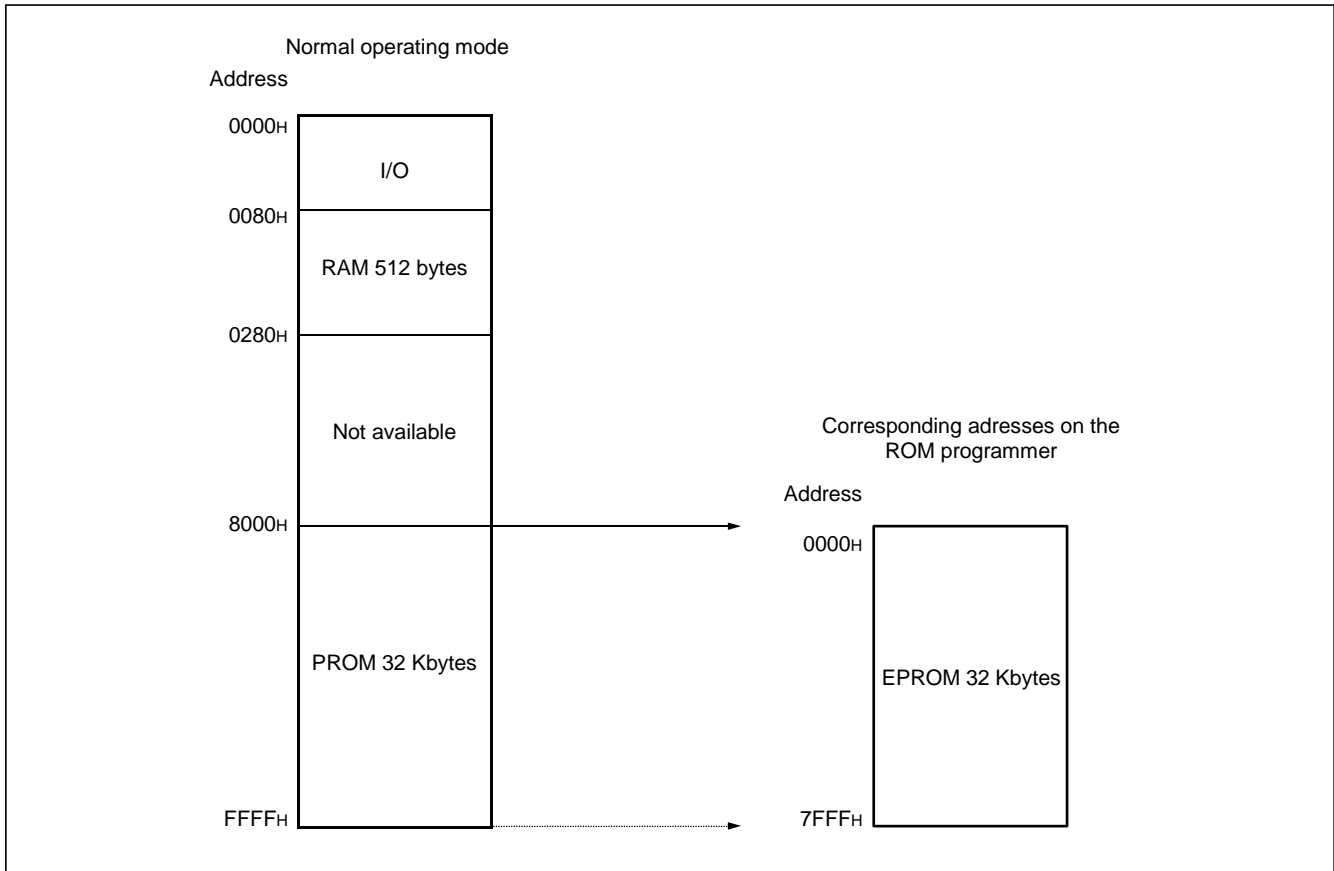 Normal operating mode
Address
0000H
I/O
0080H
RAM 512 bytes
0280H
Not available
8000H
PROM 32 Kbytes
FFFFH
Corresponding adresses on the
ROM programmer
Address
0000H
EPROM 32 Kbytes
7FFFH